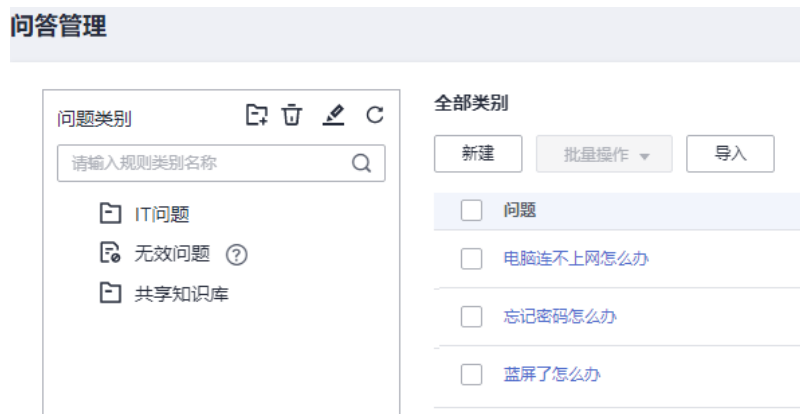 问答管理
问题类别
请输入规则类别名称
IT问题
无效问题
共享知识库
全部类别
新建 批量操作 导入
问题
电脑连不上网怎么办
忘记密码怎么办
蓝屏了怎么办